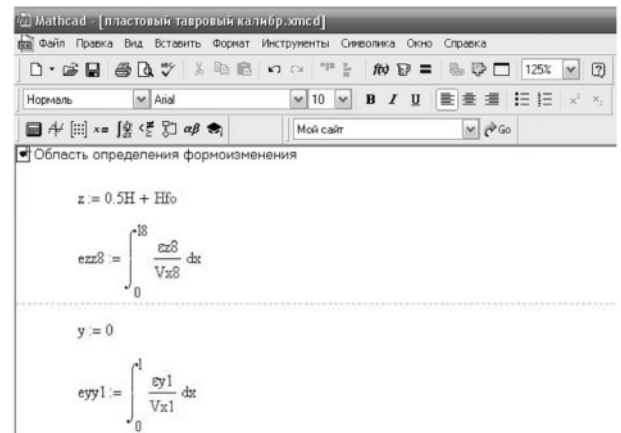 Mathcad - [пластовый тавровый калибр.xmcd]
Файл Правка Вид Вставить Формат Инструменты Символика Окно Справка
125%
Нормаль Arial 10 B I U
Мой сайт Go
Область определения формоизменения
z := 0.5H + Hfo
ezz8 := ∫₀^l8 εz8/Vx8 dx
y := 0
eyy1 := ∫₀^l εy1/Vx1 dx